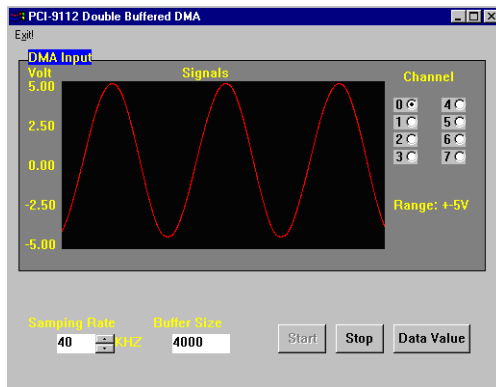 PCI-9112 Double Buffered DMA
Exit!
DMA Input
Volt
Signals
Channel
5.00
2.50
0.00
-2.50
-5.00
0 4
1 5
2 6
3 7
Range: +-5V
Samping Rate
Buffer Size
40 KHZ
4000
Start
Stop
Data Value